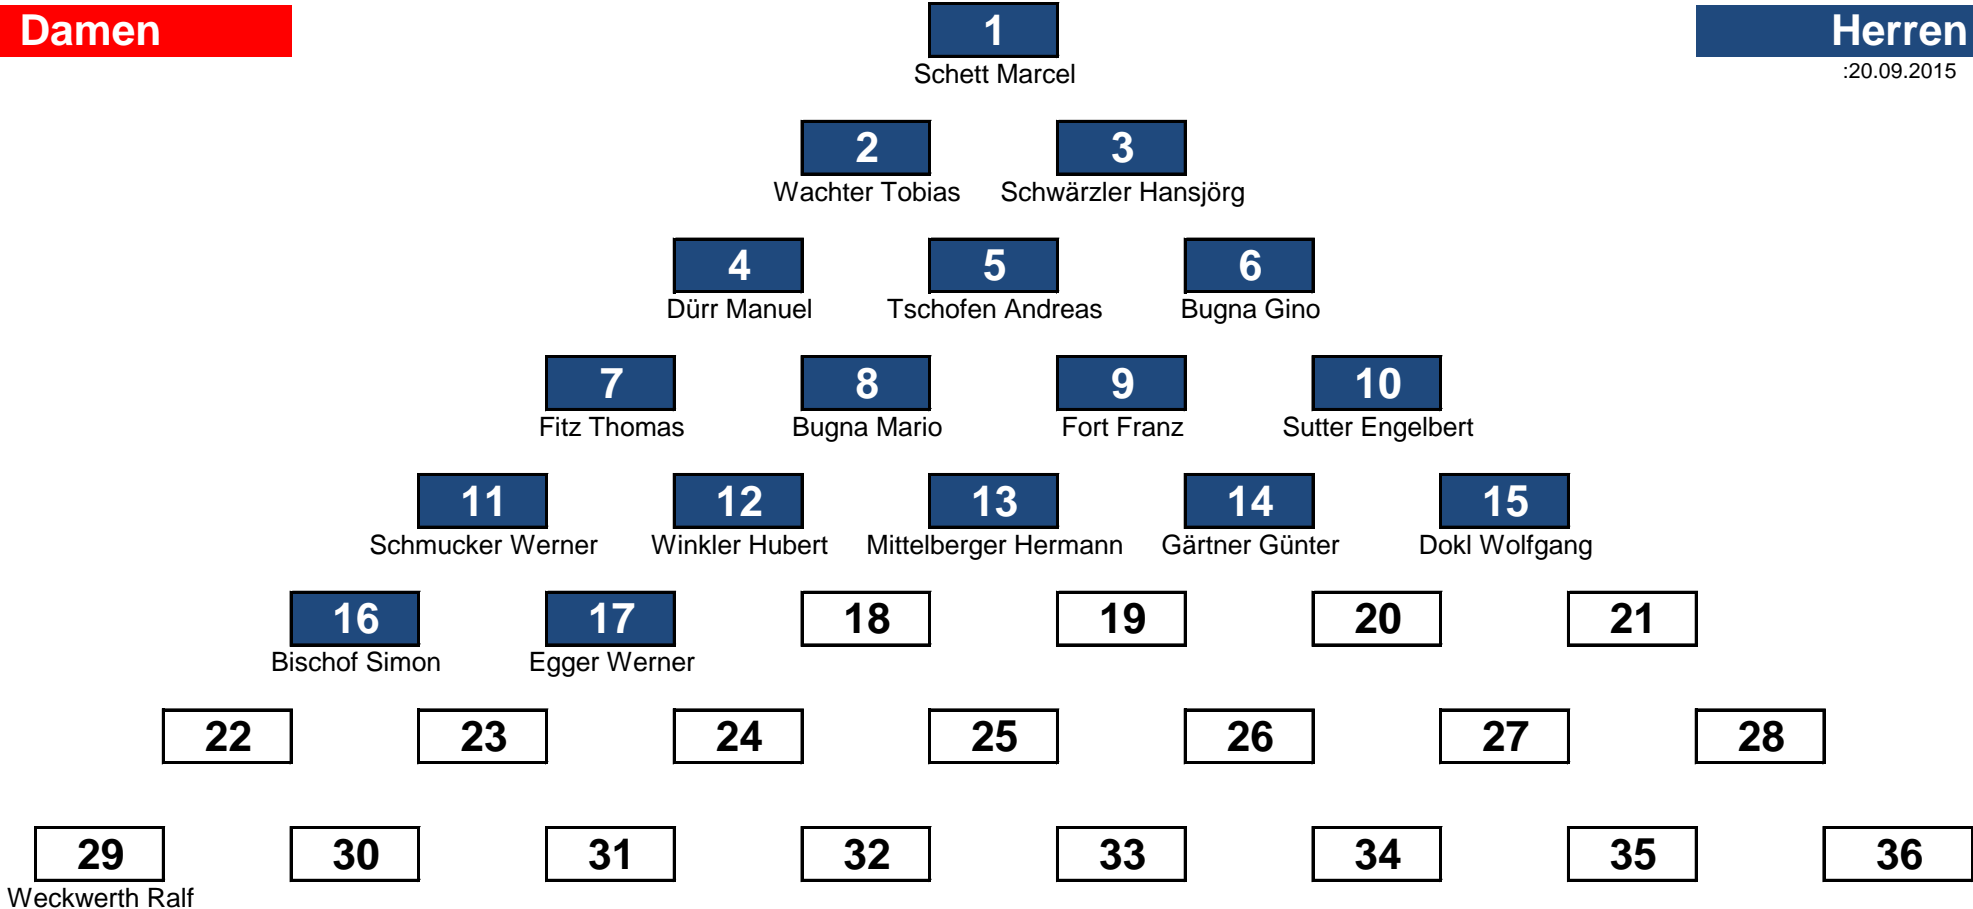 Damen 1 Herren
Schett Marcel :20.09.2015
2 3
Wachter Tobias Schwärzler Hansjörg
4 5 6
Dürr Manuel Tschofen Andreas Bugna Gino
7 8 9 10
Fitz Thomas Bugna Mario Fort Franz Sutter Engelbert
11 12 13 14 15
Schmucker Werner Winkler Hubert Mittelberger Hermann Gärtner Günter Dokl Wolfgang
16 17 18 19 20 21
Bischof Simon Egger Werner
22 23 24 25 26 27 28
29 30 31 32 33 34 35 36
Weckwerth Ralf